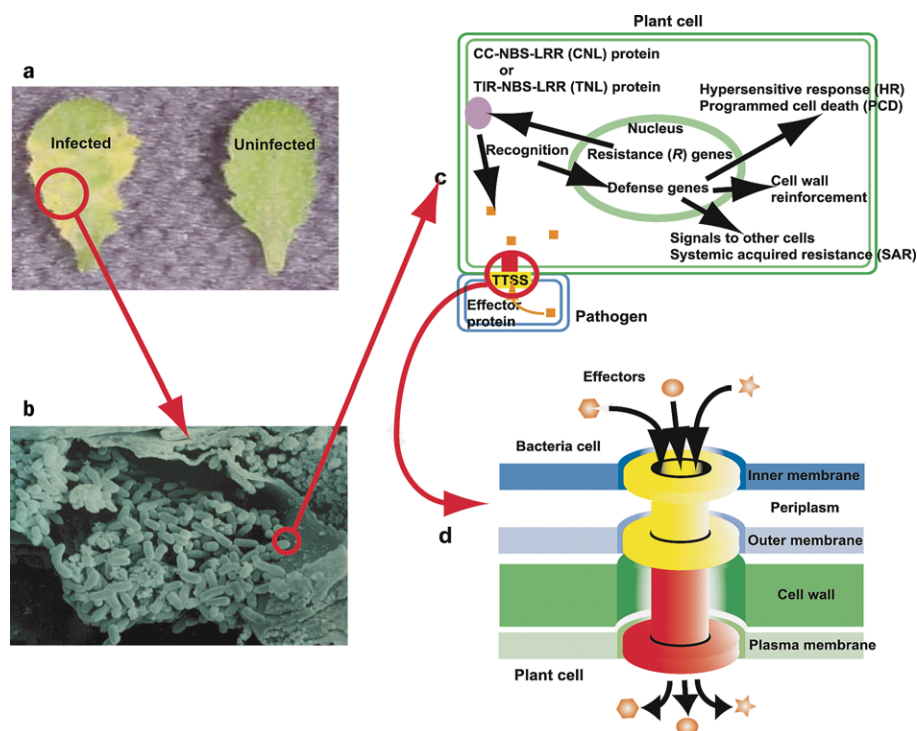 a
Infected
Uninfected
b
Plant cell
CC-NBS-LRR (CNL) protein
or
TIR-NBS-LRR (TNL) protein
Hypersensitive response (HR)
Programmed cell death (PCD)
Nucleus
Recognition
Resistance (R) genes
c
Defense genes
Cell wall
reinforcement
Signals to other cells
Systemic acquired resistance (SAR)
TTSS
Effector
protein
Pathogen
Effectors
Bacteria cell
Inner membrane
Periplasm
d
Outer membrane
Cell wall
Plasma membrane
Plant cell